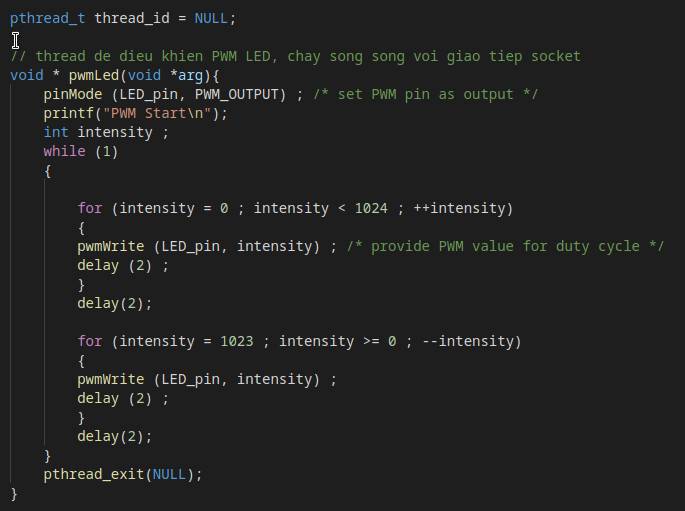 pthread_t thread_id = NULL;
// thread de dieu khien PWM LED, chay song song voi giao tiep socket
void * pwmLed(void *arg){
pinMode (LED_pin, PWM_OUTPUT) ; /* set PWM pin as output */
printf("PWM Start\n");
int intensity ;
while (1)
{
for (intensity = 0 ; intensity < 1024 ; ++intensity)
{
pwmWrite (LED_pin, intensity) ; /* provide PWM value for duty cycle */
delay (2) ;
}
delay(2);
for (intensity = 1023 ; intensity >= 0 ; --intensity)
{
pwmWrite (LED_pin, intensity) ;
delay (2) ;
}
delay(2);
}
pthread_exit(NULL);
}